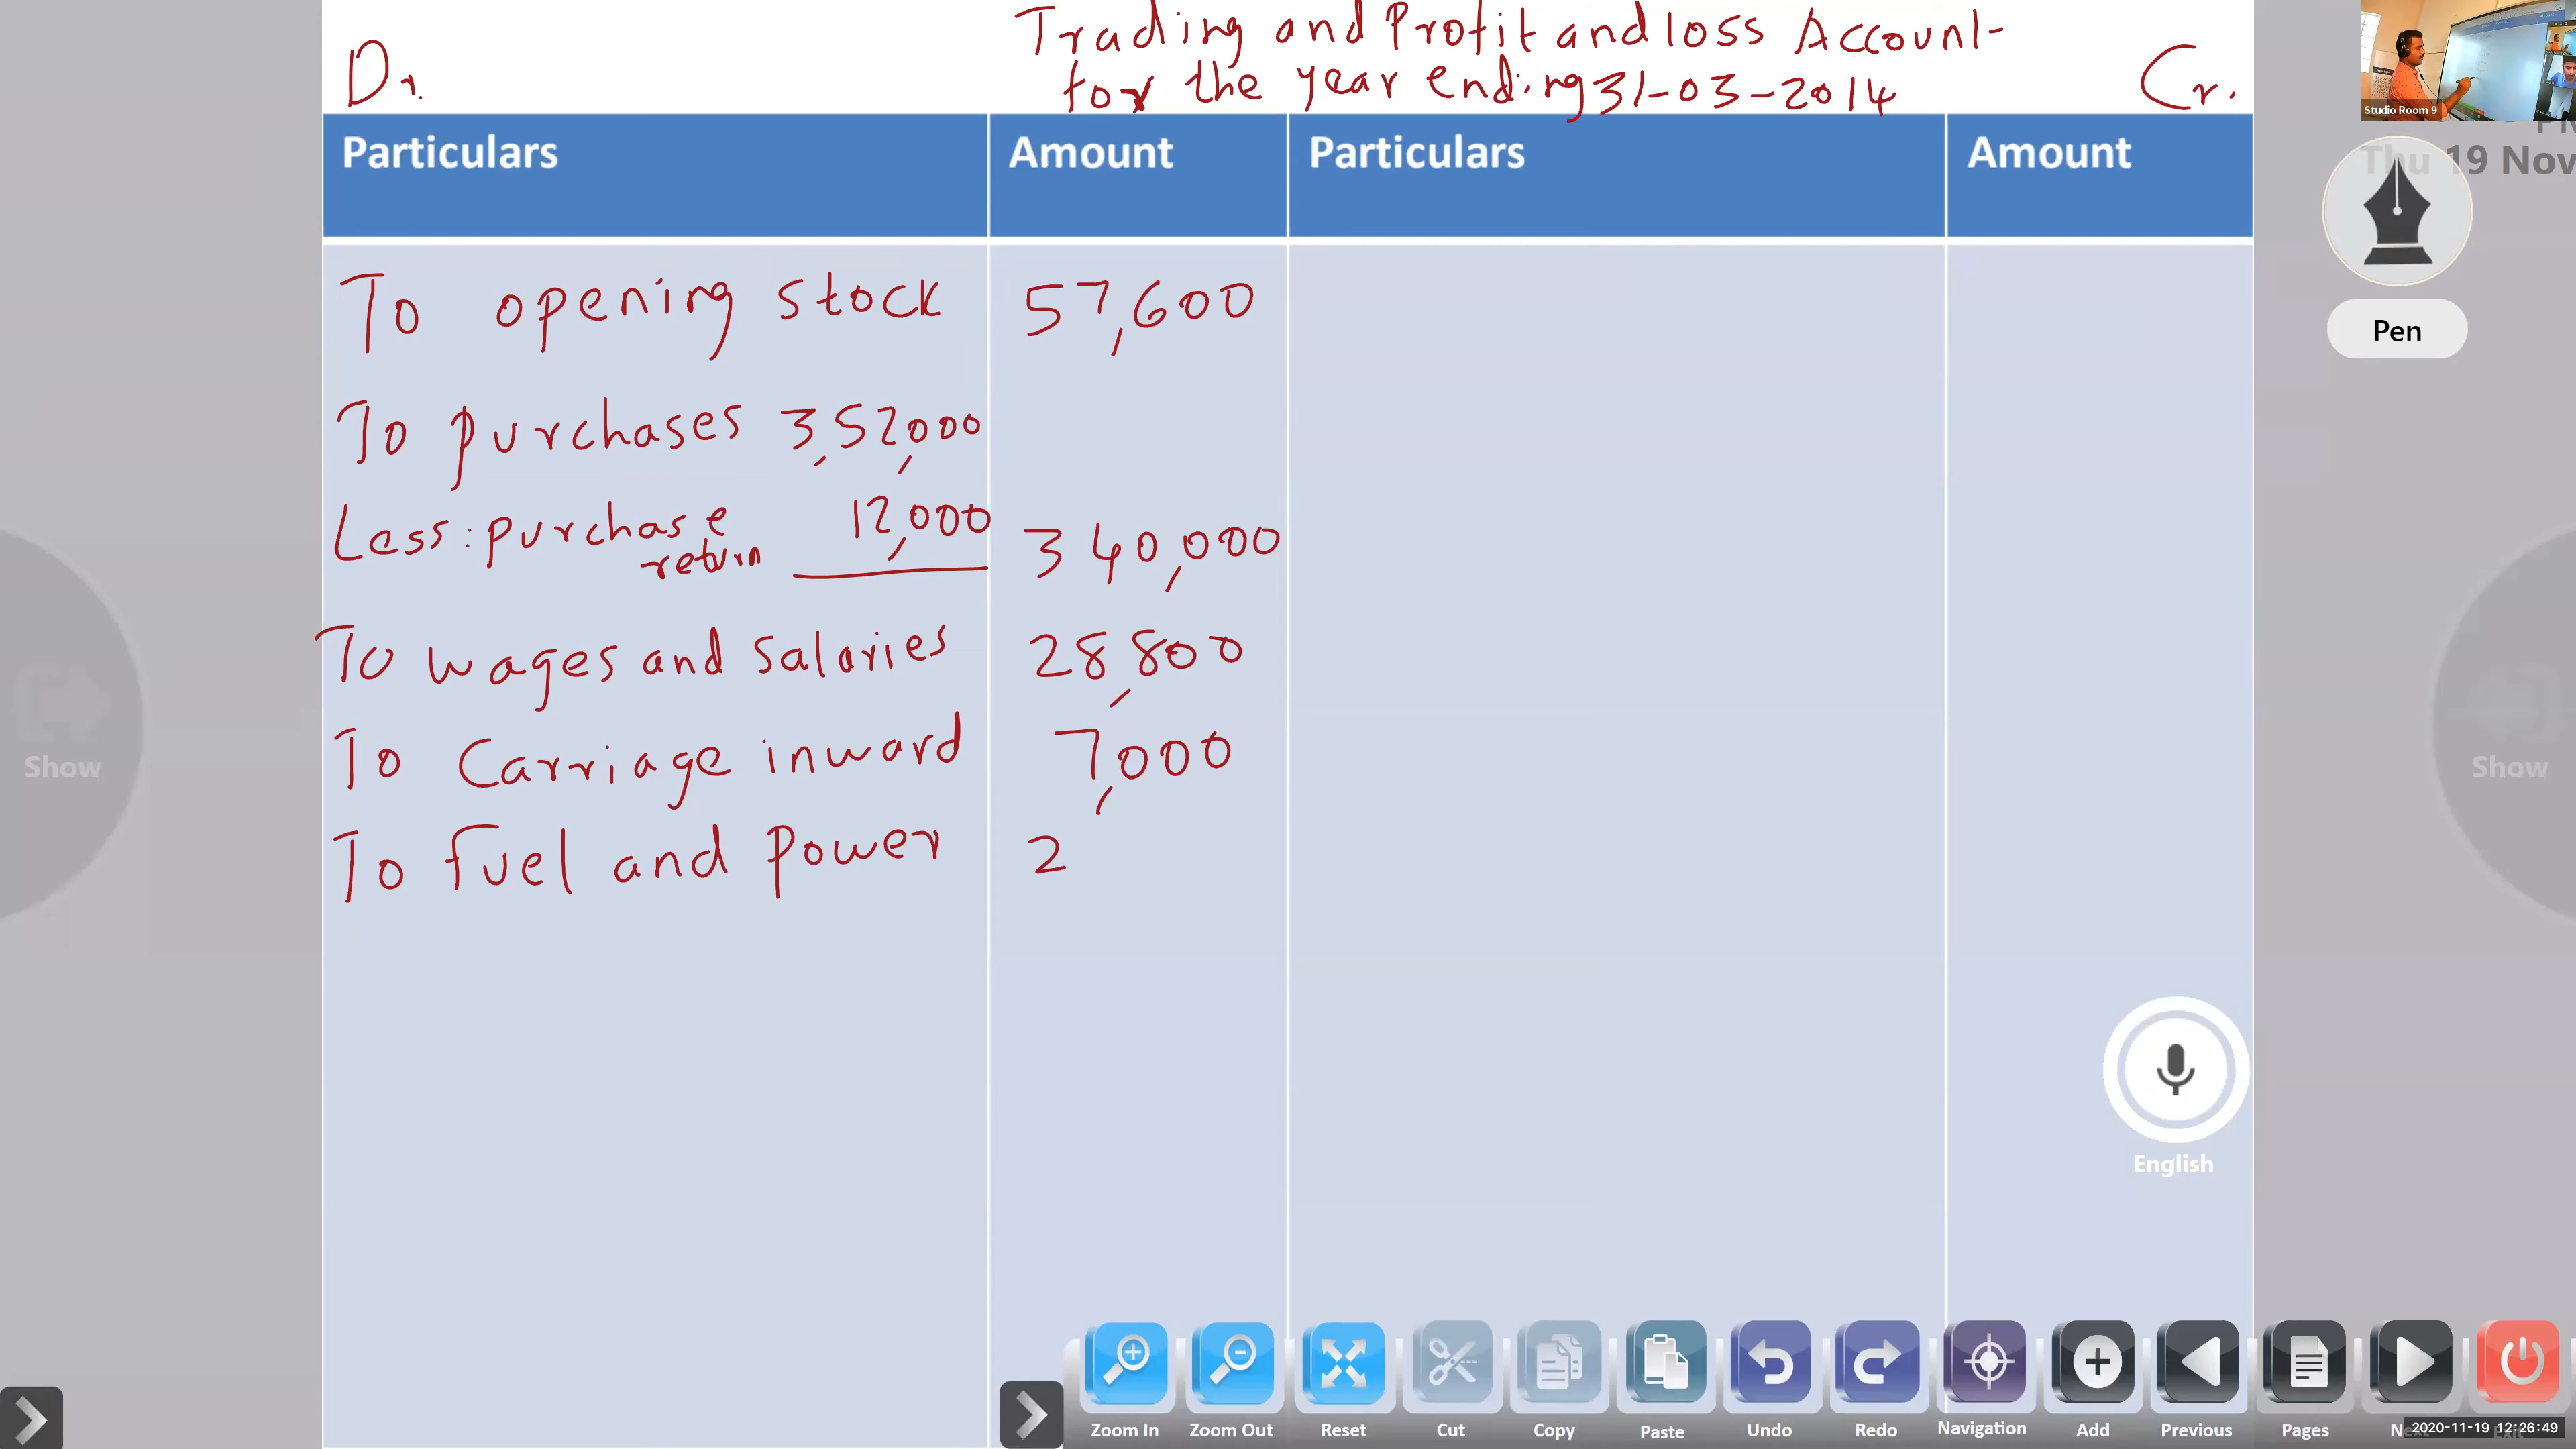 Trading and Profit and loss Account
Dr. for the year ending 31-03-2014 Cr.
Particulars Amount Particulars Amount
To opening stock 57,600
To purchases 3,52,000
Less: purchase return 12,000 340,000
To wages and salaries 28,800
To Carriage inward 7,000
To fuel and power 2
Studio Room 9
Thu 19 Nov
Pen
Show
Show
English
Zoom In Zoom Out Reset Cut Copy Paste Undo Redo Navigation Add Previous Pages
2020-11-19 12:26:49